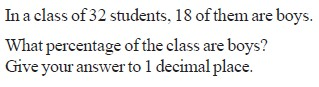 In a class of 32 students, 18 of them are boys.
What percentage of the class are boys?
Give your answer to 1 decimal place.